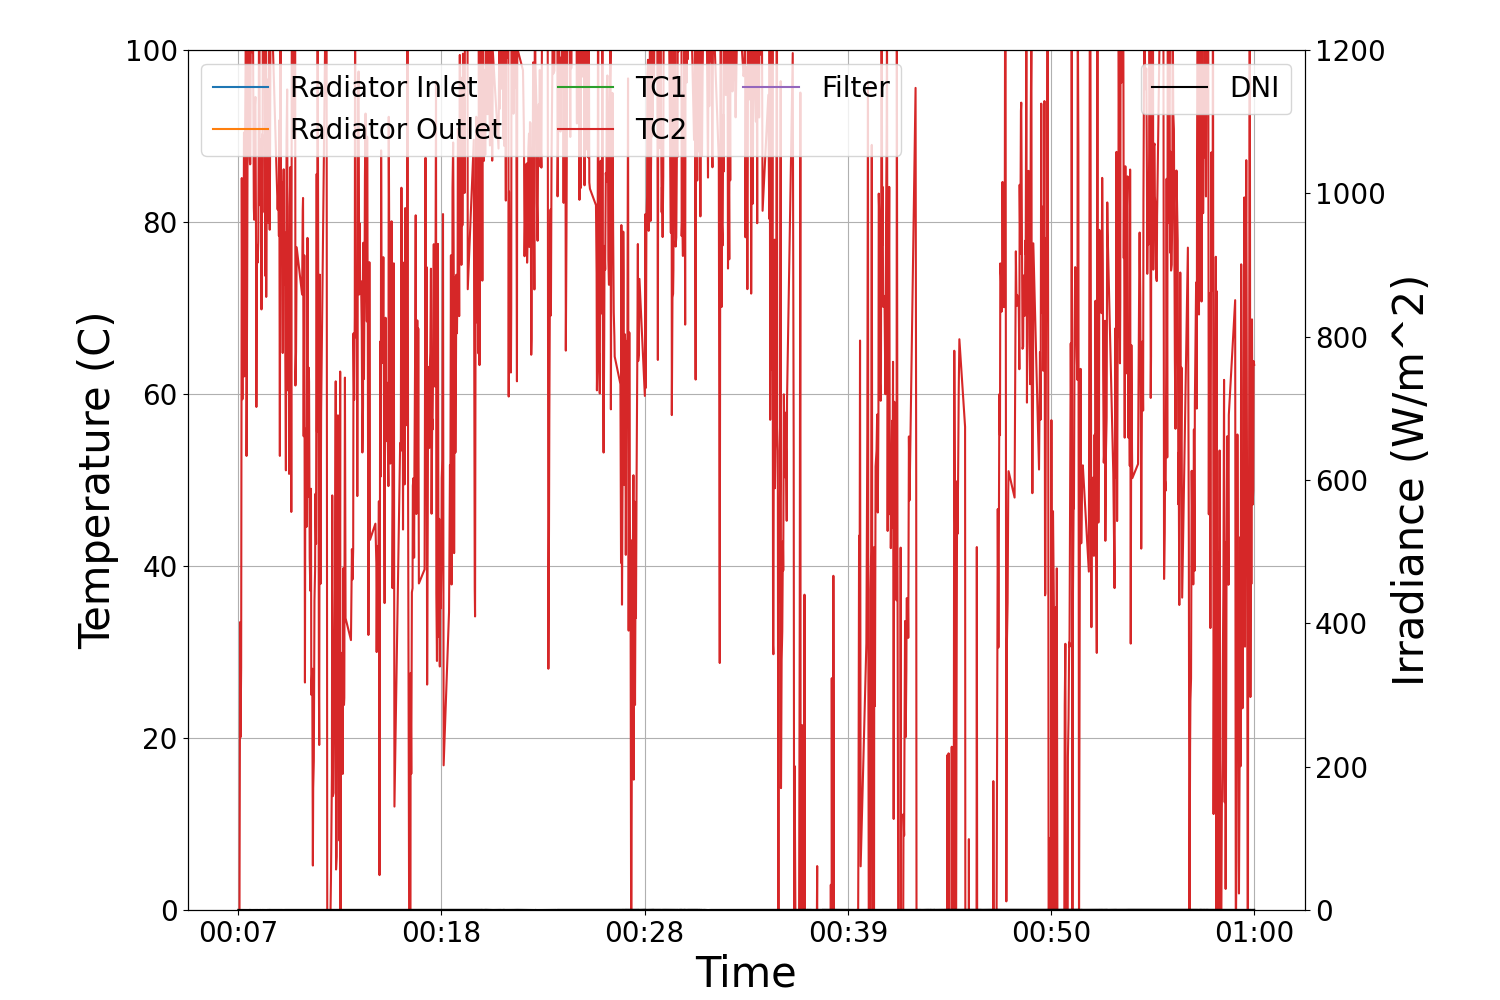 100
80
60
40
20
0
Temperature (C)
Radiator Inlet
Radiator Outlet
TC1
TC2
Filter
DNI
1200
1000
800
600
400
200
0
Irradiance (W/m^2)
00:07 00:18 00:28 00:39 00:50 01:00
Time